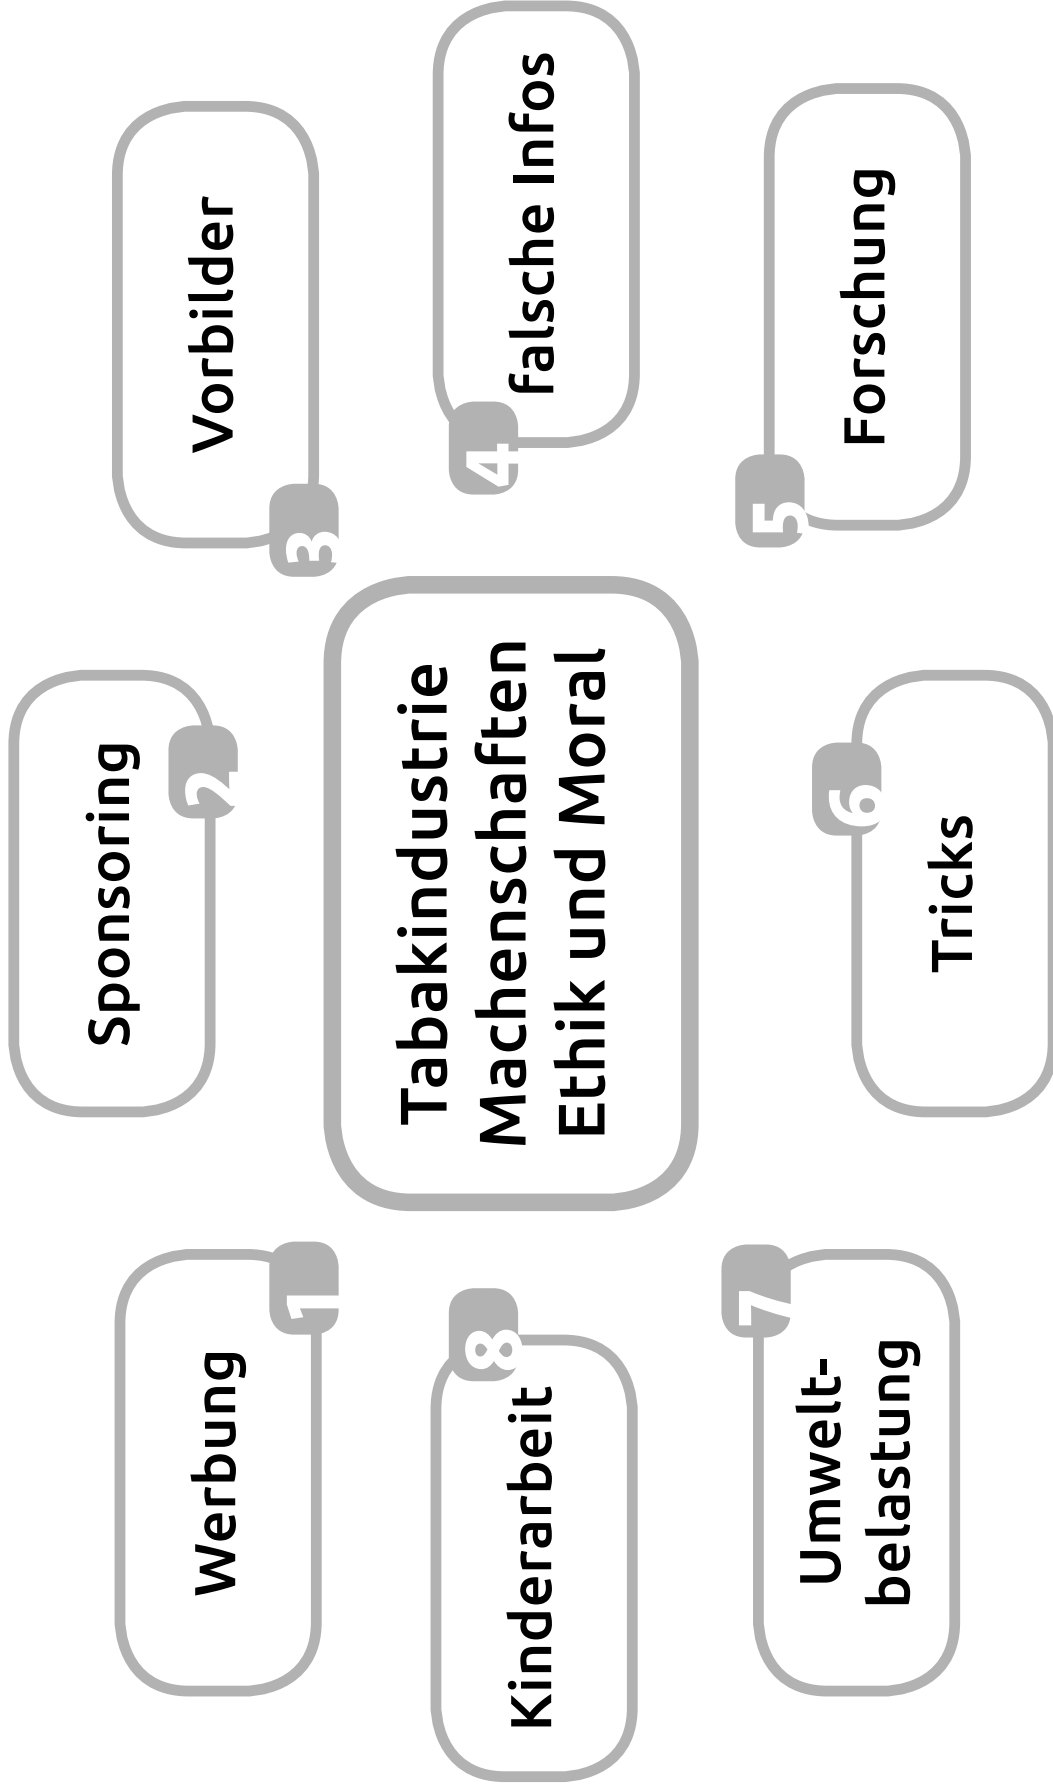 Tabakindustrie
Machenschaften
Ethik und Moral
1
Werbung
2
Sponsoring
3
Vorbilder
4
falsche Infos
5
Forschung
6
Tricks
7
Umwelt-
belastung
8
Kinderarbeit